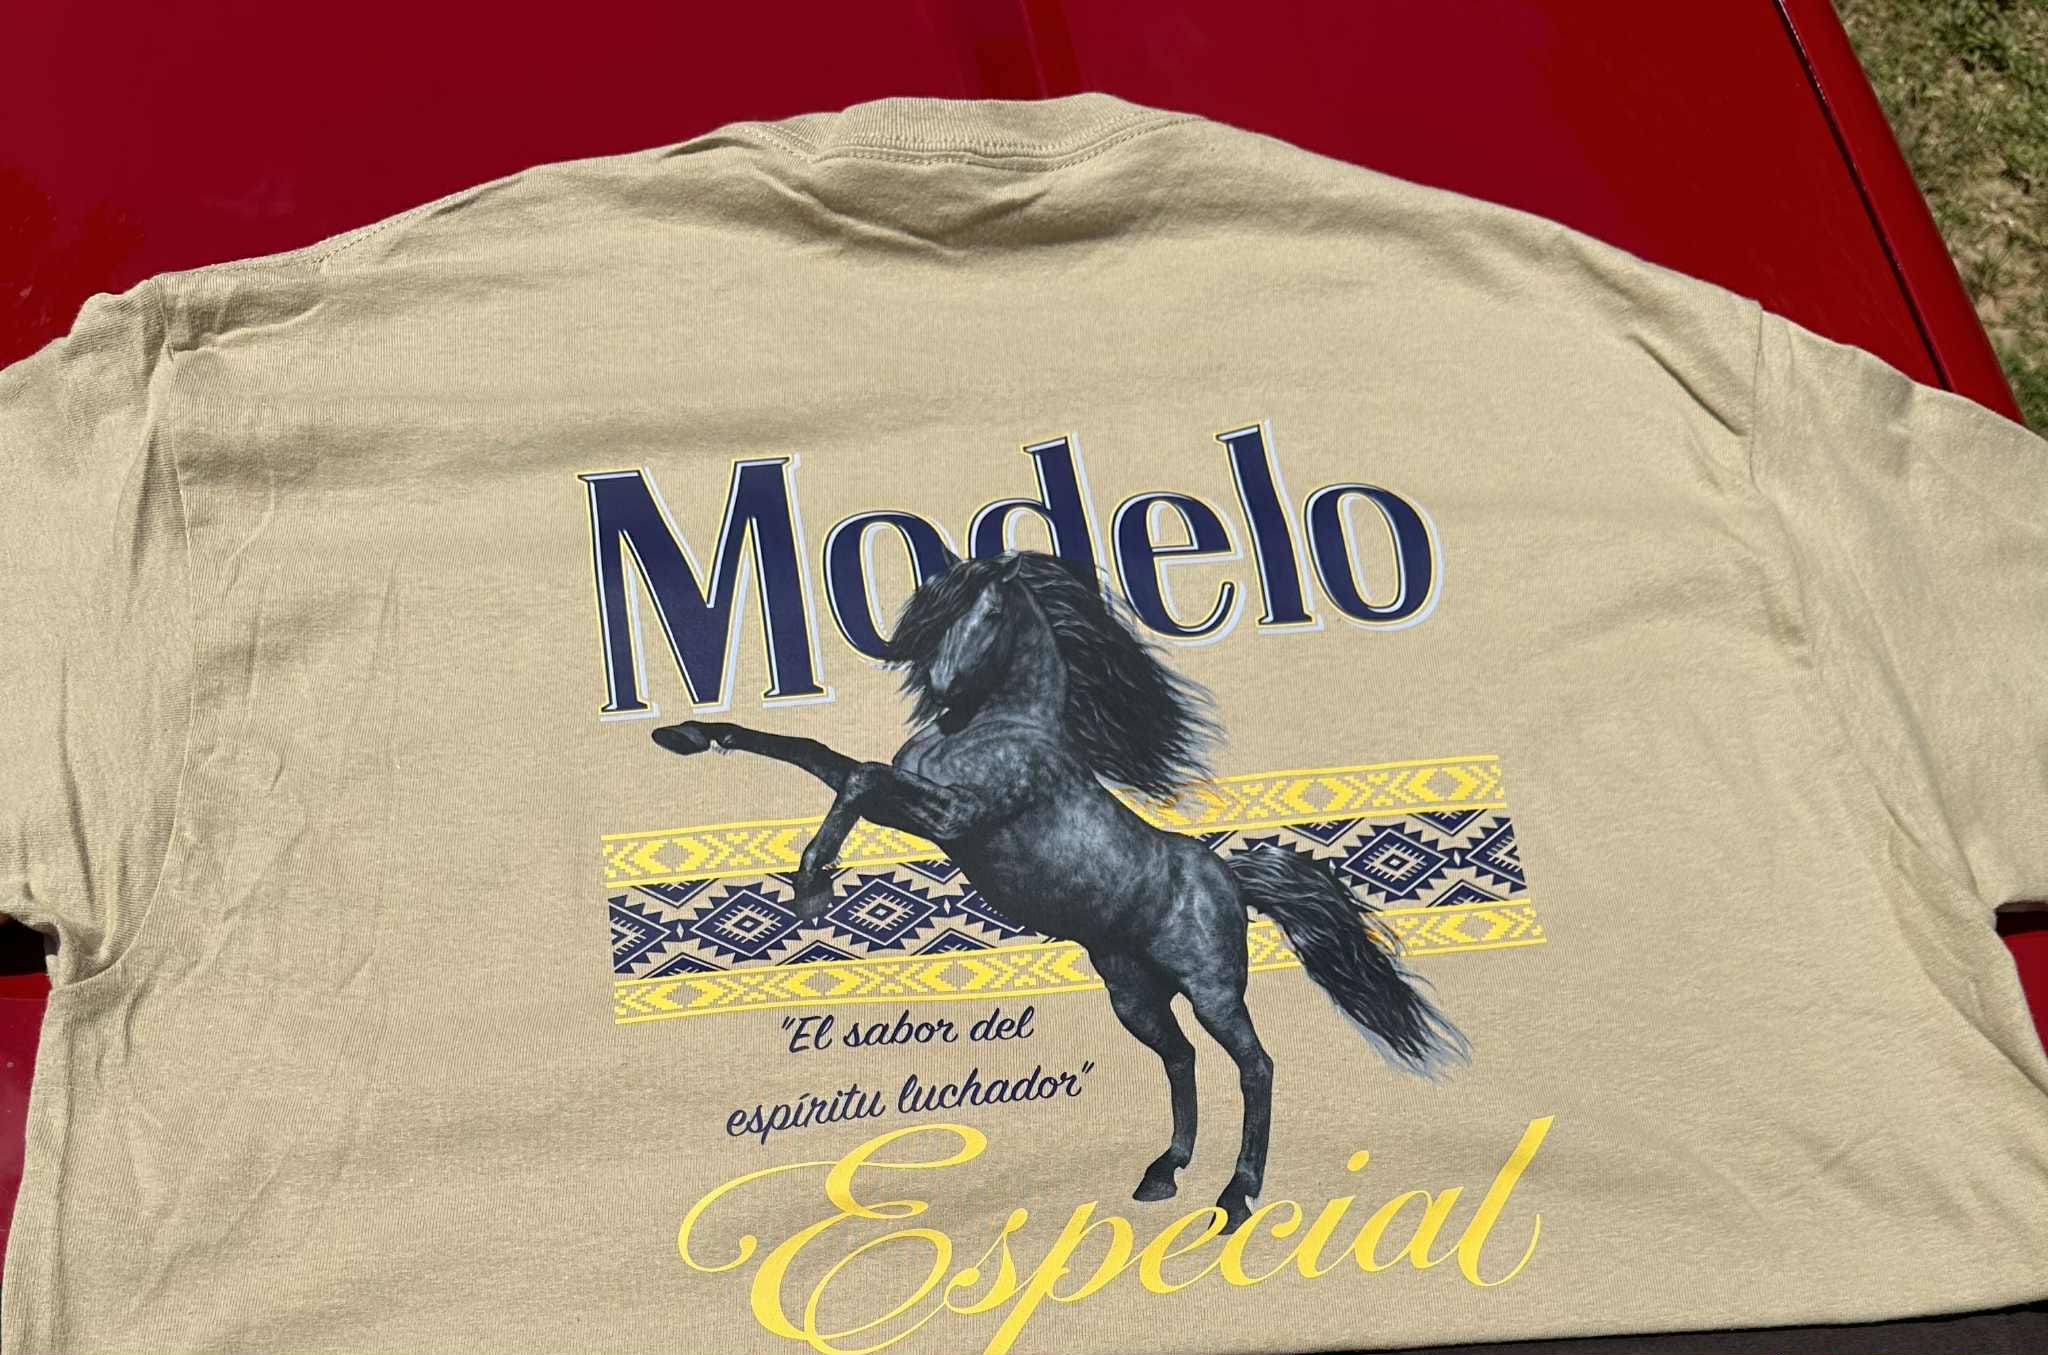 Modelo
"El sabor del
espíritu luchador"
Especial